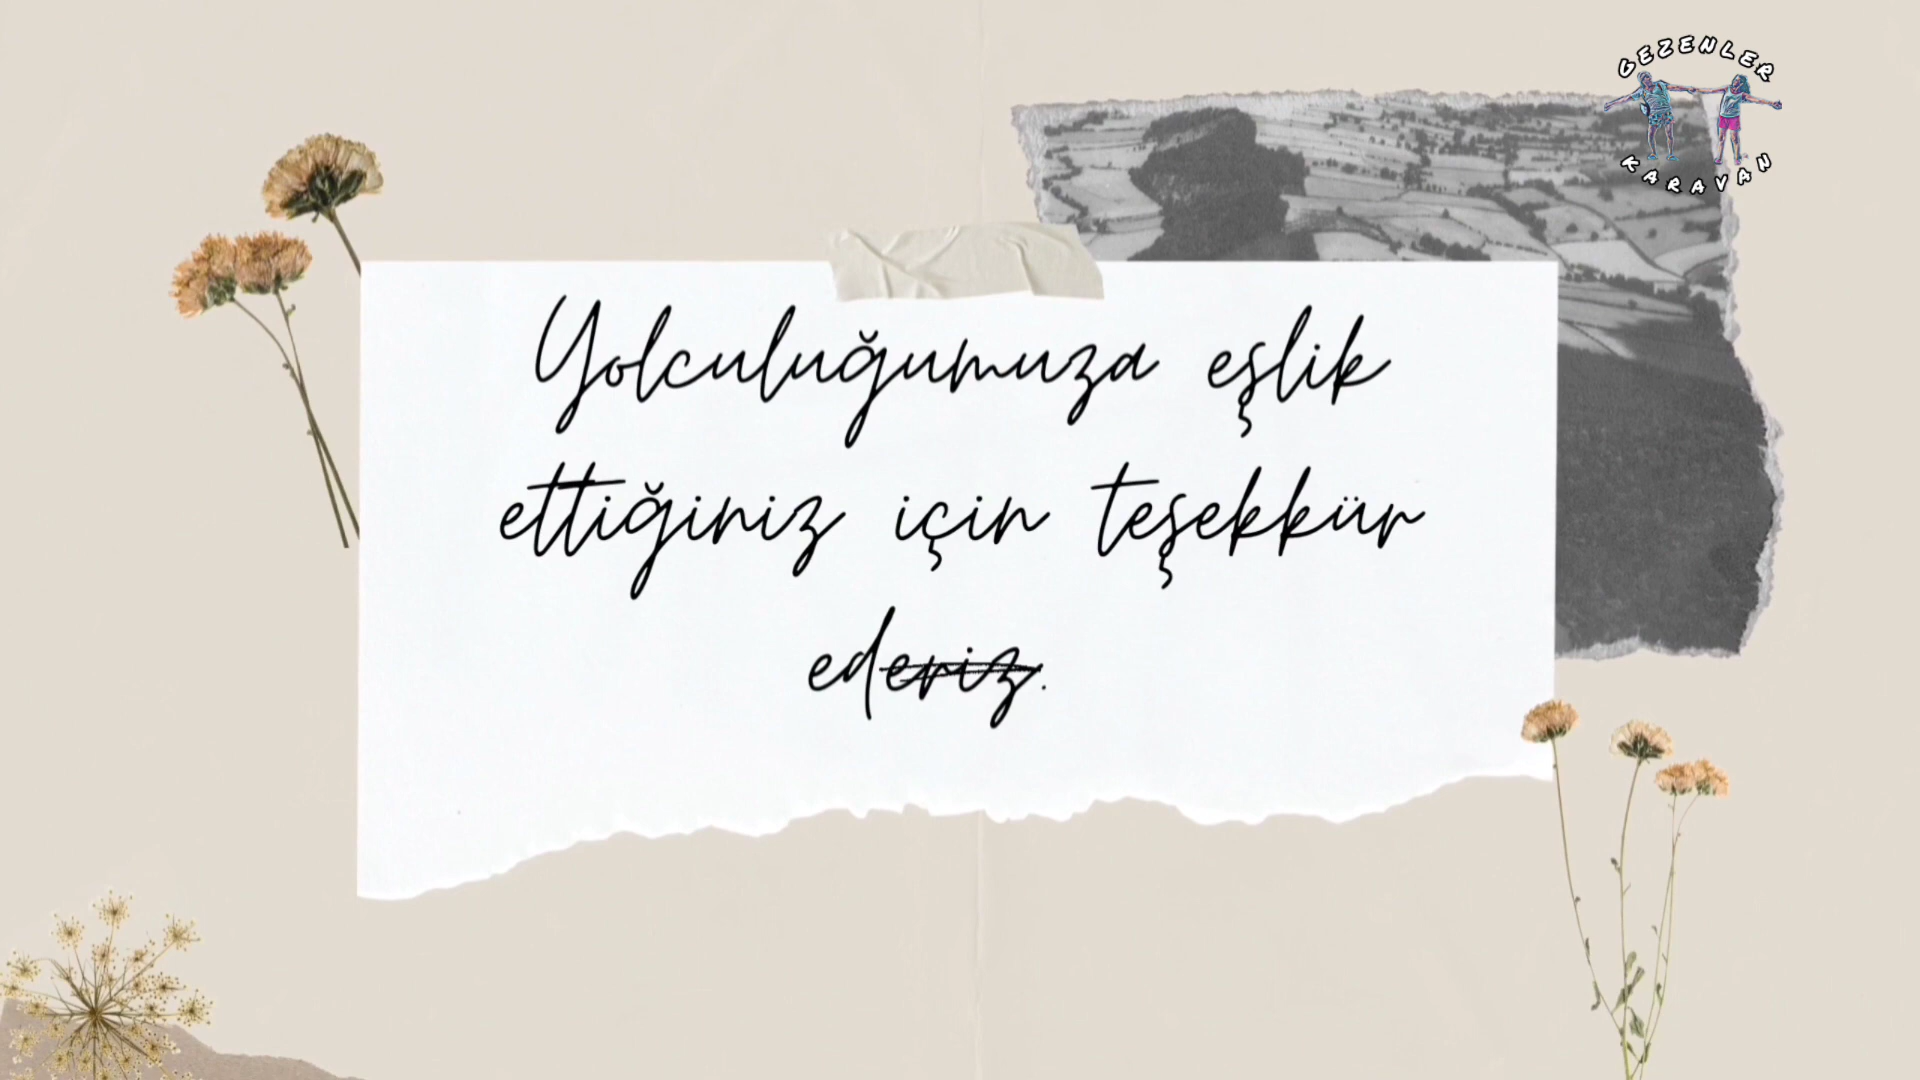 GEZENLER
KARAVAN
Yolculuğumuza eşlik
ettiğiniz için teşekkür
ederiz.